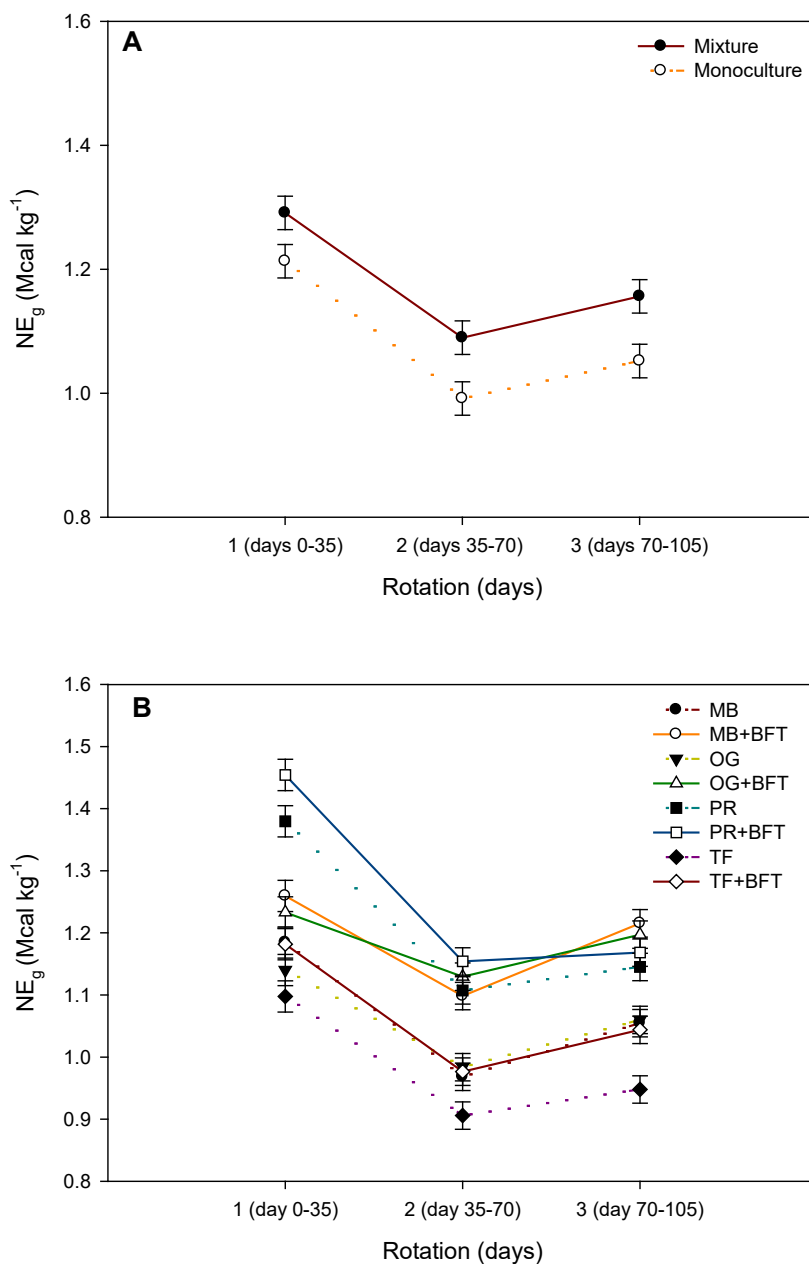 A
Mixture
Monoculture
1.6
1.4
1.2
1.0
0.8
NEg (Mcal kg-1)
1 (days 0-35) 2 (days 35-70) 3 (days 70-105)
Rotation (days)
B
MB
MB+BFT
OG
OG+BFT
PR
PR+BFT
TF
TF+BFT
1.6
1.5
1.4
1.3
1.2
1.1
1.0
0.9
0.8
NEg (Mcal kg-1)
1 (day 0-35) 2 (day 35-70) 3 (day 70-105)
Rotation (days)